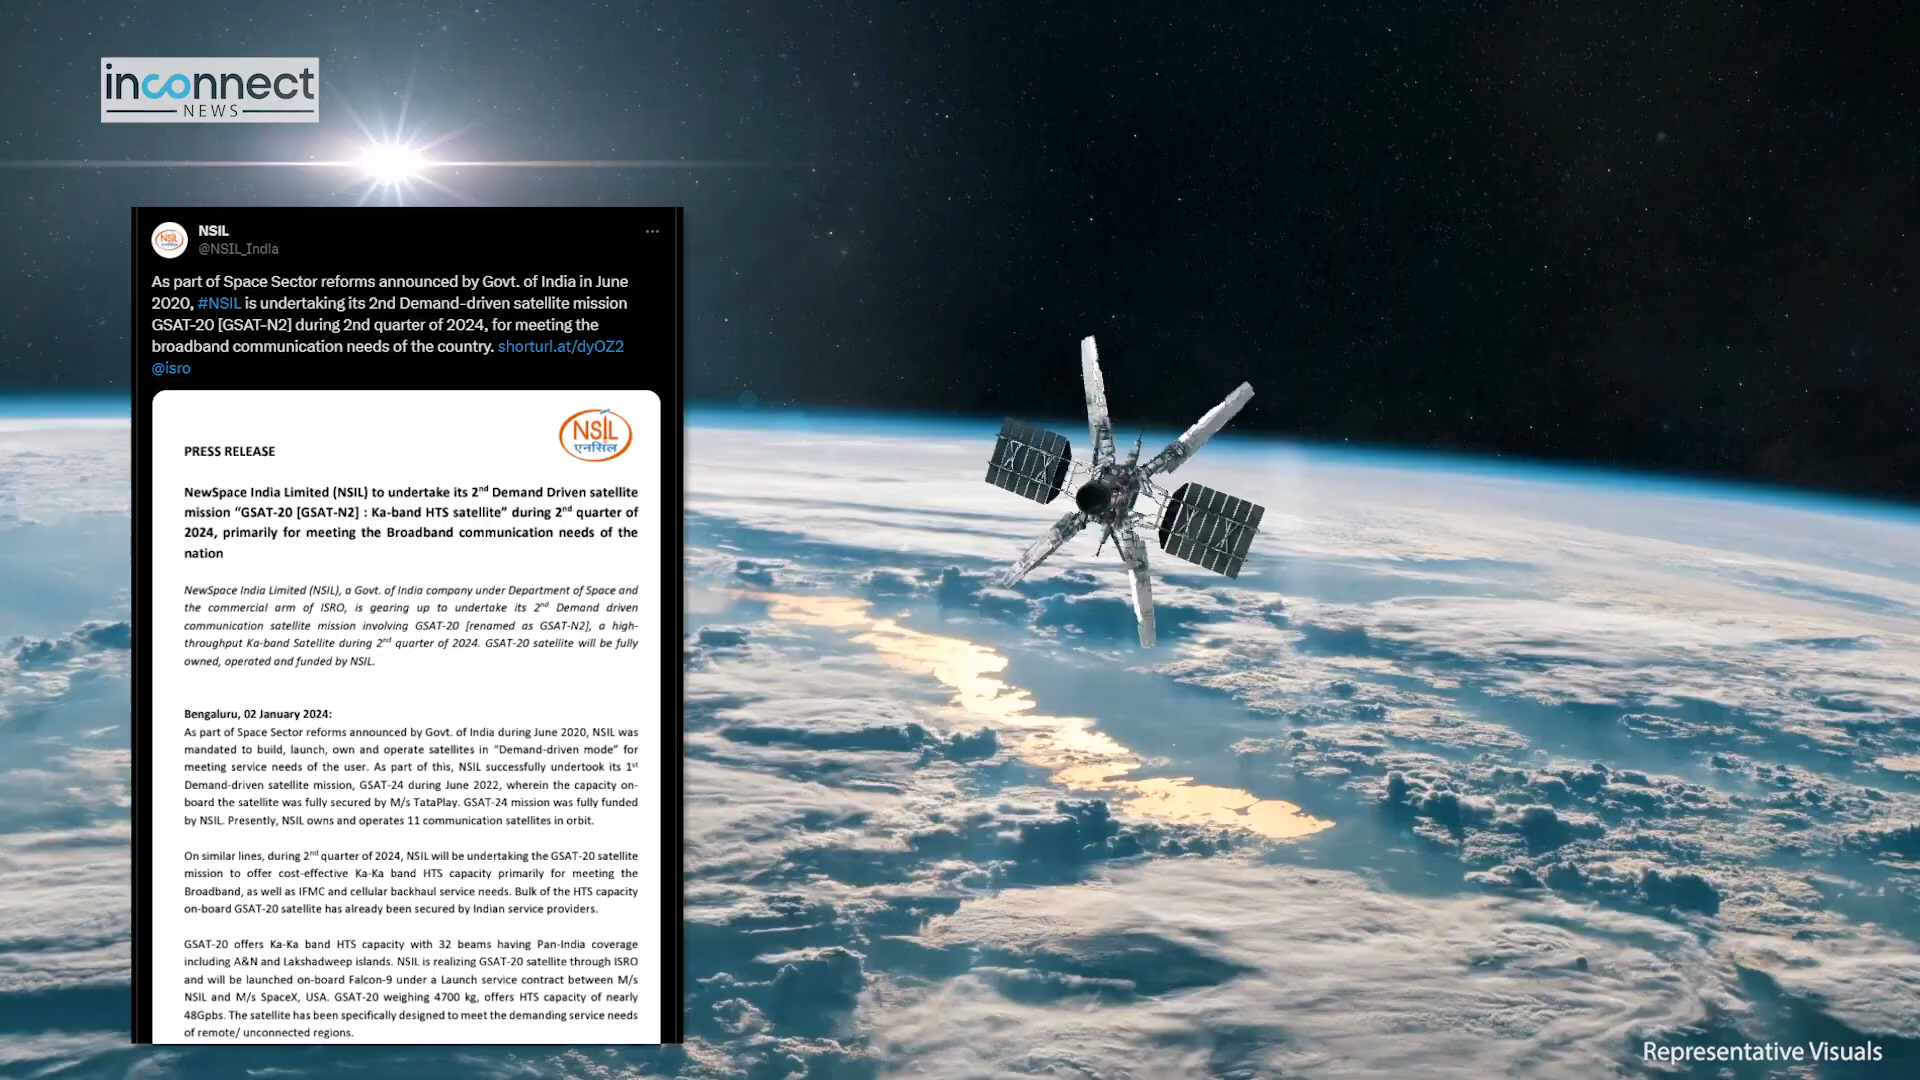 inconnect
NEWS
NSIL
@NSIL_India
As part of Space Sector reforms announced by Govt. of India in June
2020, #NSIL is undertaking its 2nd Demand-driven satellite mission
GSAT-20 [GSAT-N2] during 2nd quarter of 2024, for meeting the
broadband communication needs of the country. shorturl.at/dyOZ2
@isro
NSIL
एनसिल
PRESS RELEASE
NewSpace India Limited (NSIL) to undertake its 2nd Demand Driven satellite
mission “GSAT-20 [GSAT-N2] : Ka-band HTS satellite” during 2nd quarter of
2024, primarily for meeting the Broadband communication needs of the
nation
NewSpace India Limited (NSIL), a Govt. of India company under Department of Space and
the commercial arm of ISRO, is gearing up to undertake its 2nd Demand driven
communication satellite mission involving GSAT-20 [renamed as GSAT-N2], a high-
throughput Ka-band Satellite during 2nd quarter of 2024. GSAT-20 satellite will be fully
owned, operated and funded by NSIL.
Bengaluru, 02 January 2024:
As part of Space Sector reforms announced by Govt. of India during June 2020, NSIL was
mandated to build, launch, own and operate satellites in “Demand-driven mode” for
meeting service needs of the user. As part of this, NSIL successfully undertook its 1st
Demand-driven satellite mission, GSAT-24 during June 2022, wherein the capacity on-
board the satellite was fully secured by M/s TataPlay. GSAT-24 mission was fully funded
by NSIL. Presently, NSIL owns and operates 11 communication satellites in orbit.
On similar lines, during 2nd quarter of 2024, NSIL will be undertaking the GSAT-20 satellite
mission to offer cost-effective Ka-Ka band HTS capacity primarily for meeting the
Broadband, as well as IFMC and cellular backhaul service needs. Bulk of the HTS capacity
on-board GSAT-20 satellite has already been secured by Indian service providers.
GSAT-20 offers Ka-Ka band HTS capacity with 32 beams having Pan-India coverage
including A&N and Lakshadweep islands. NSIL is realizing GSAT-20 satellite through ISRO
and will be launched on-board Falcon-9 under a Launch service contract between M/s
NSIL and M/s SpaceX, USA. GSAT-20 weighing 4700 kg, offers HTS capacity of nearly
48Gpbs. The satellite has been specifically designed to meet the demanding service needs
of remote/ unconnected regions.
Representative Visuals